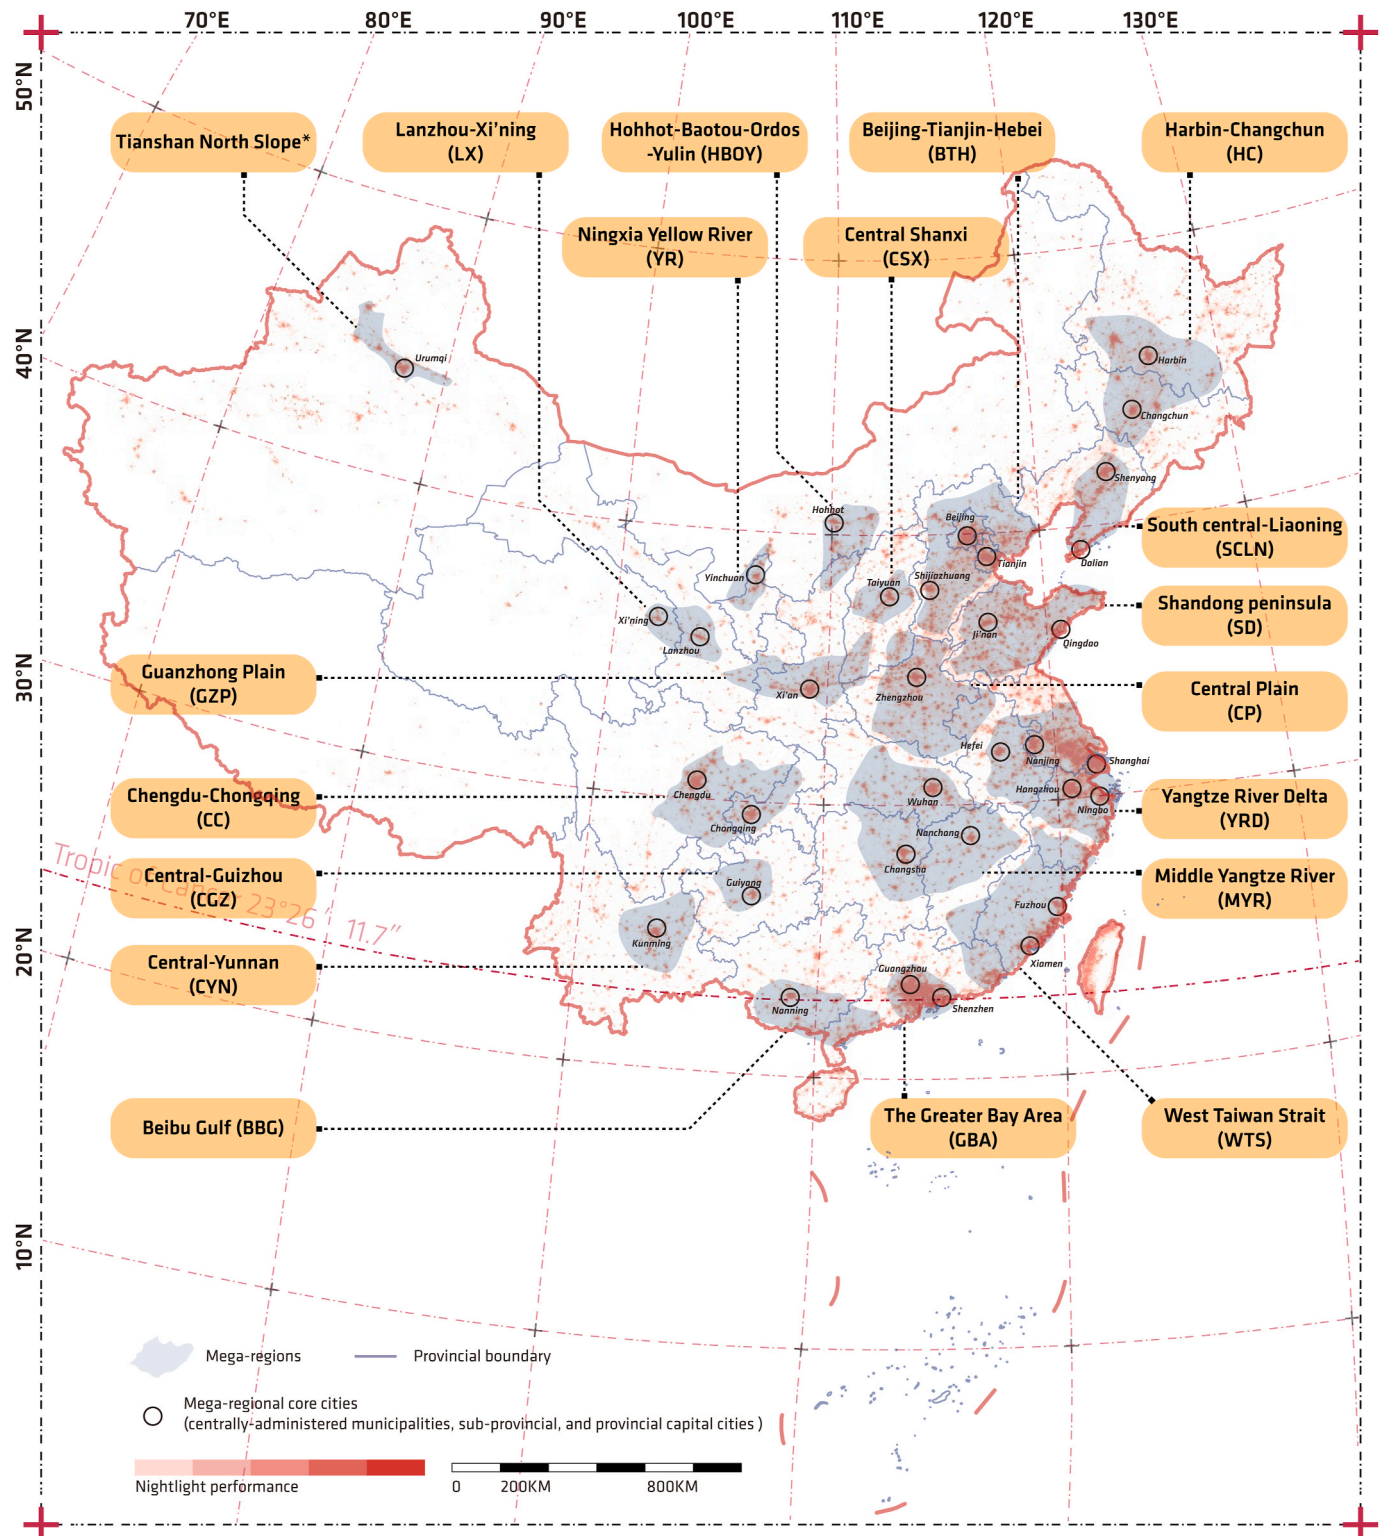 70°E 80°E 90°E 100°E 110°E 120°E 130°E
50°N
40°N
30°N
20°N
10°N
Tianshan North Slope*
Lanzhou-Xi’ning
(LX)
Hohhot-Baotou-Ordos
-Yulin (HBOY)
Beijing-Tianjin-Hebei
(BTH)
Harbin-Changchun
(HC)
Ningxia Yellow River
(YR)
Central Shanxi
(CSX)
Urumqi
Harbin
Changchun
Shenyang
Hohhot
Beijing
South central-Liaoning
(SCLN)
Tianjin
Dalian
Yinchuan
Taiyuan
Shijiazhuang
Shandong peninsula
(SD)
Xi’ning
Lanzhou
Ji’nan
Qingdao
Guanzhong Plain
(GZP)
Xi’an
Zhengzhou
Central Plain
(CP)
Hefei
Nanjing
Shanghai
Chengdu-Chongqing
(CC)
Chengdu
Chongqing
Wuhan
Hangzhou
Ningbo
Yangtze River Delta
(YRD)
Nanchang
Changsha
Tropic of Cancer 23°26′ 11.7″
Central-Guizhou
(CGZ)
Guiyang
Middle Yangtze River
(MYR)
Fuzhou
Kunming
Central-Yunnan
(CYN)
Xiamen
Guangzhou
Shenzhen
Nanning
Beibu Gulf (BBG)
The Greater Bay Area
(GBA)
West Taiwan Strait
(WTS)
Mega-regions
Provincial boundary
Mega-regional core cities
(centrally-administered municipalities, sub-provincial, and provincial capital cities )
Nightlight performance
0 200KM 800KM